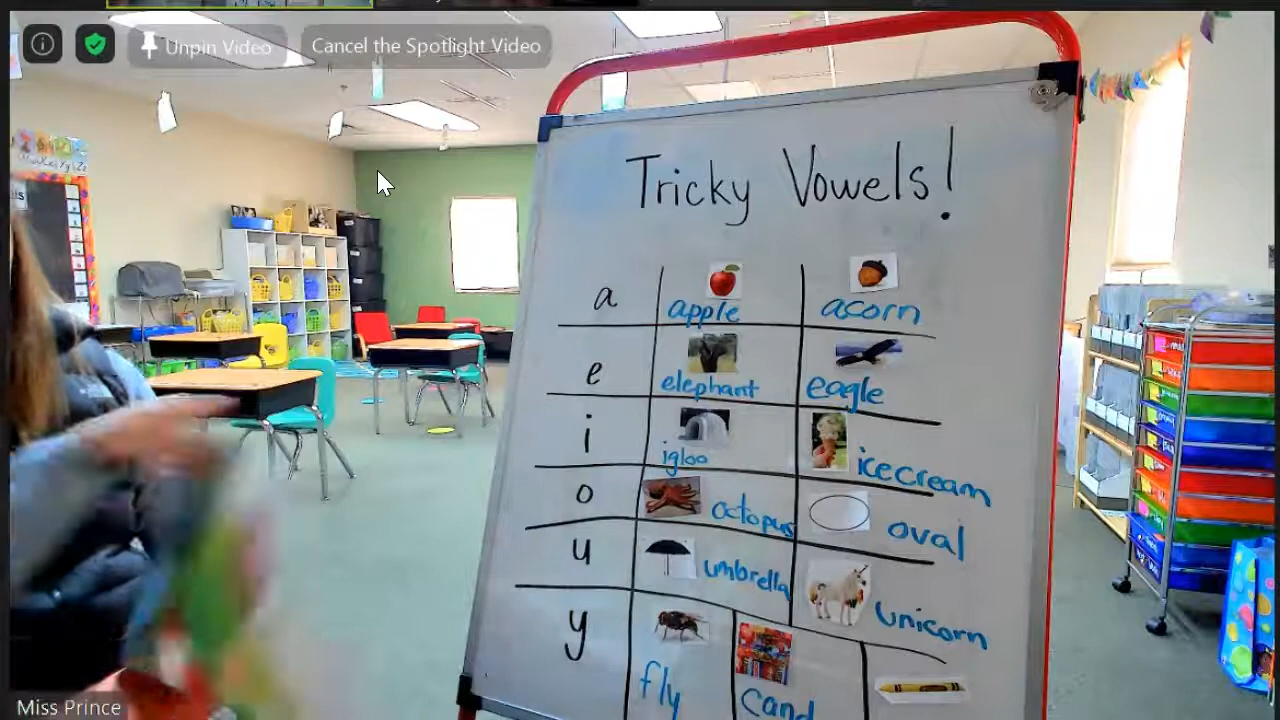 Unpin Video
Cancel the Spotlight Video
Tricky Vowels!
a apple acorn
e elephant eagle
i igloo icecream
o octopus oval
u umbrella unicorn
y fly cand
Miss Prince